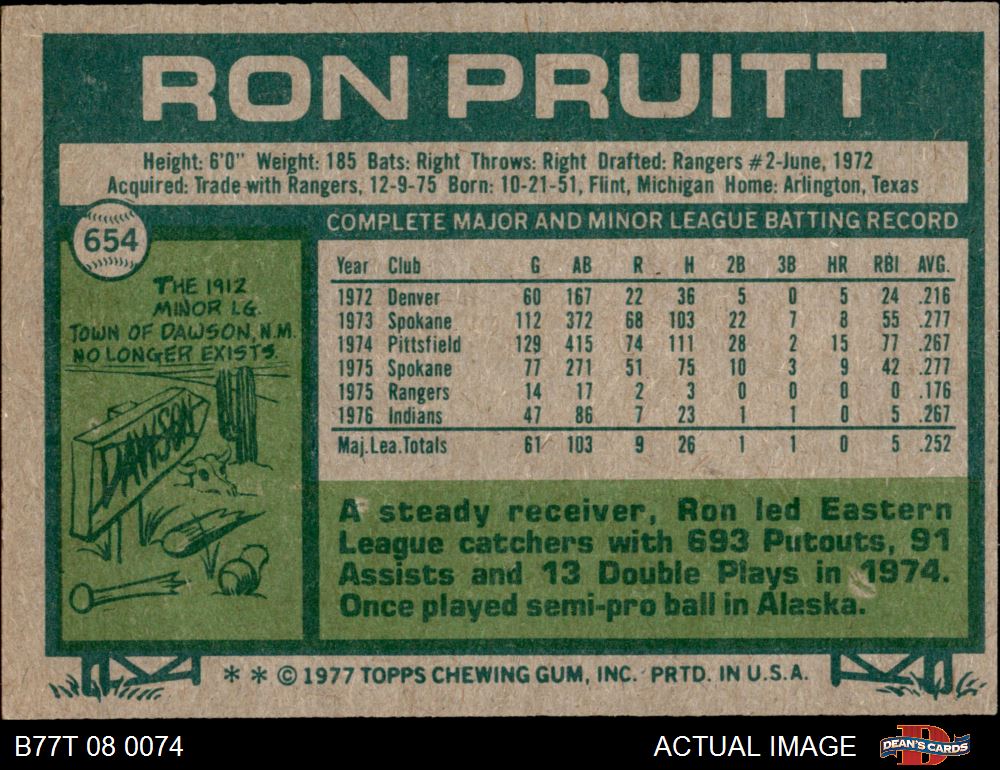 RON PRUITT
Height: 6'0" Weight: 185 Bats: Right Throws: Right Drafted: Rangers #2-June, 1972
Acquired: Trade with Rangers, 12-9-75 Born: 10-21-51, Flint, Michigan Home: Arlington, Texas
654
THE 1912
MINOR LG.
TOWN OF DAWSON, N.M.
NO LONGER EXISTS.
DAWSON
COMPLETE MAJOR AND MINOR LEAGUE BATTING RECORD
Year Club G AB R H 2B 3B HR RBI AVG.
1972 Denver 60 167 22 36 5 0 5 24 .216
1973 Spokane 112 372 68 103 22 7 8 55 .277
1974 Pittsfield 129 415 74 111 28 2 15 77 .267
1975 Spokane 77 271 51 75 10 3 9 42 .277
1975 Rangers 14 17 2 3 0 0 0 0 .176
1976 Indians 47 86 7 23 1 1 0 5 .267
Maj.Lea.Totals 61 103 9 26 1 1 0 5 .252
A steady receiver, Ron led Eastern
League catchers with 693 Putouts, 91
Assists and 13 Double Plays in 1974.
Once played semi-pro ball in Alaska.
* * © 1977 TOPPS CHEWING GUM, INC. PRTD. IN U.S.A.
B77T 08 0074
ACTUAL IMAGE
DEAN'S CARDS